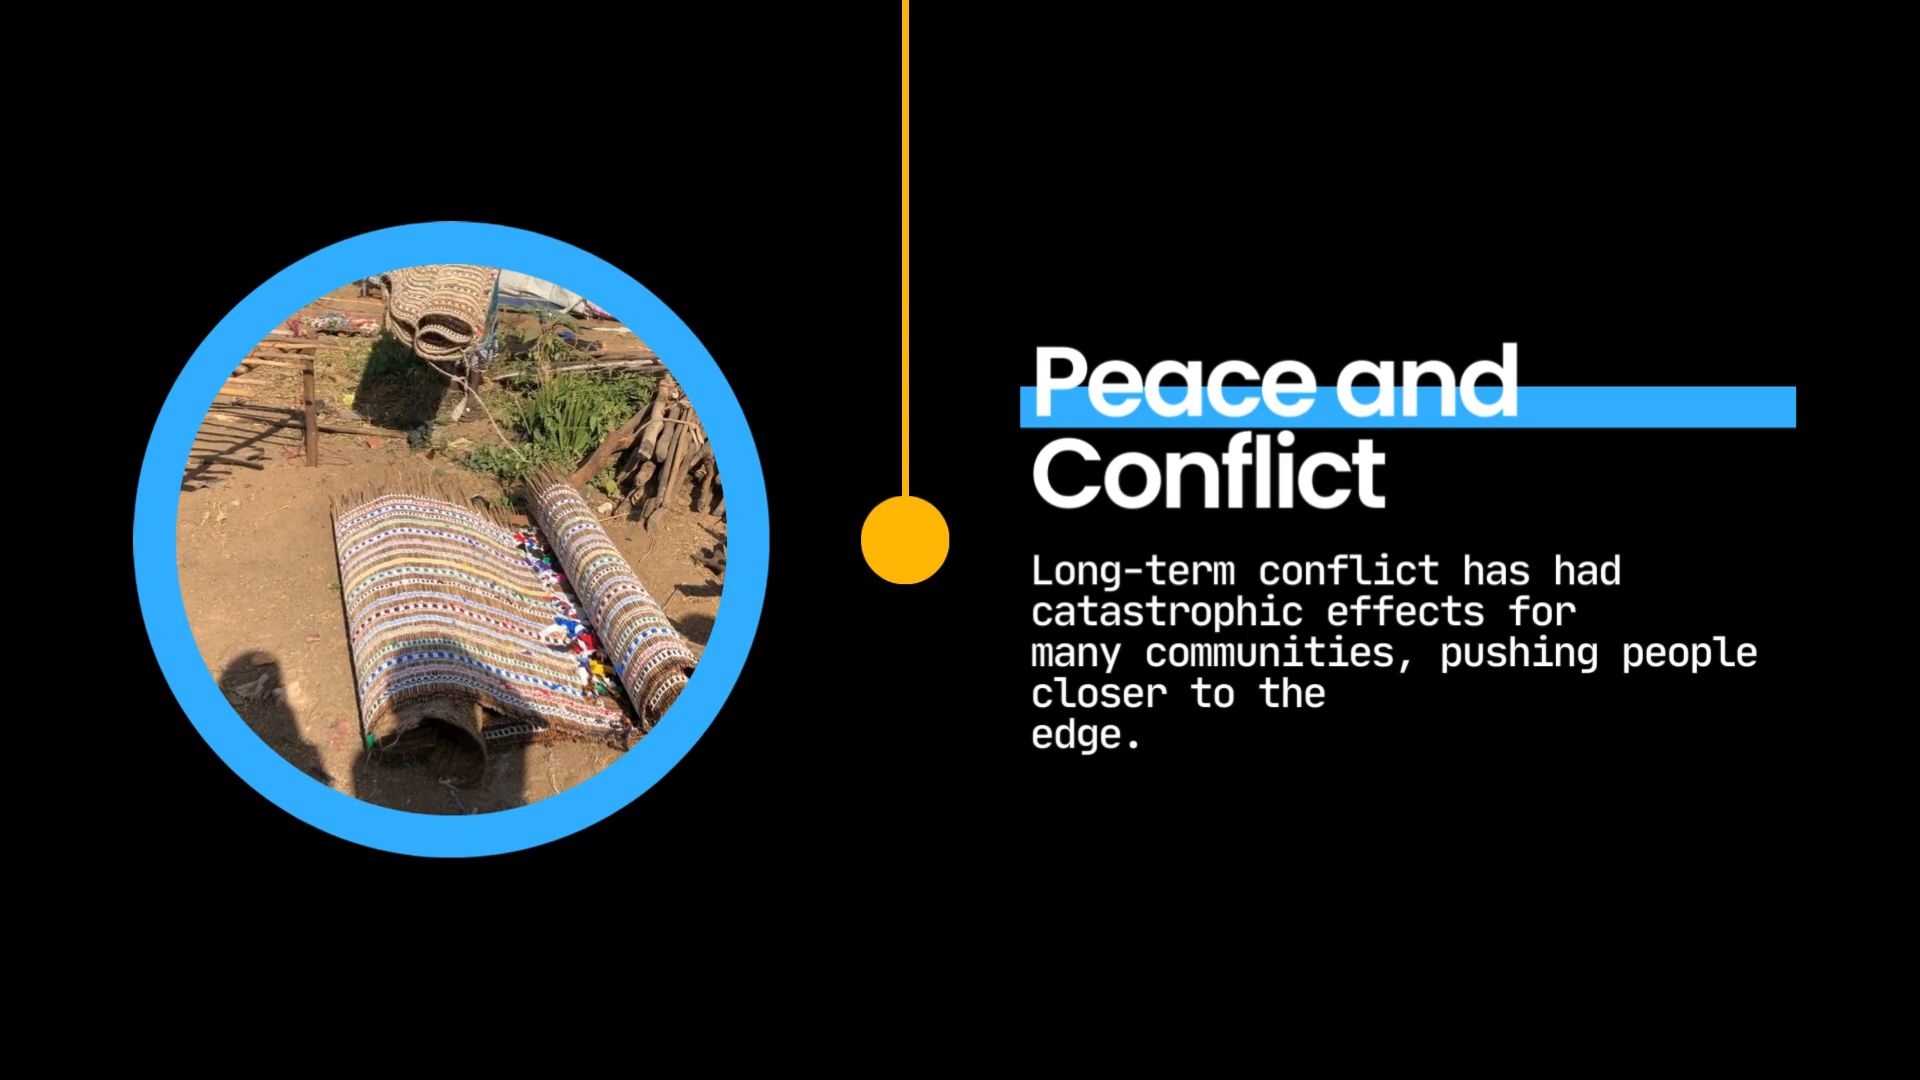 Peace and
Conflict
Long-term conflict has had
catastrophic effects for
many communities, pushing people
closer to the
edge.